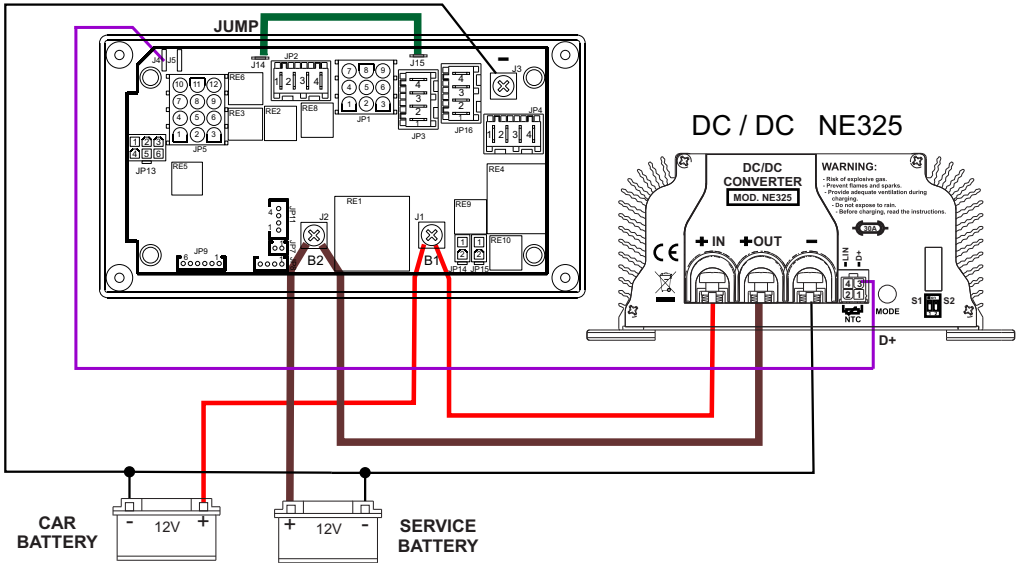 JUMP
J4 J5
J14
JP2
J15
-
J3
RE6
1 2 3 4
7 8 9
4 5 6
1 2 3
JP1
4
3
2
1
JP3
4
3
2
1
JP16
JP4
1 2 3 4
10 11 12
7 8 9
4 5 6
1 2 3
JP5
RE3
RE2
RE8
1 2 3
4 5 6
JP13
RE5
RE4
RE1
RE9
RE10
4
1
JP11
J2
B2
J1
B1
1
2
JP14
1
2
JP15
JP9
6 1
DC / DC NE325
DC/DC
CONVERTER
MOD. NE325
WARNING:
- Risk of explosive gas.
- Prevent flames and sparks.
- Provide adequate ventilation during
charging.
- Do not expose to rain.
- Before charging, read the instructions.
30A
+ IN
+OUT
-
CE
LIN
D+
4 3
2 1
NTC
MODE
S1
S2
1 2
D+
CAR
BATTERY
- 12V +
+ 12V -
SERVICE
BATTERY